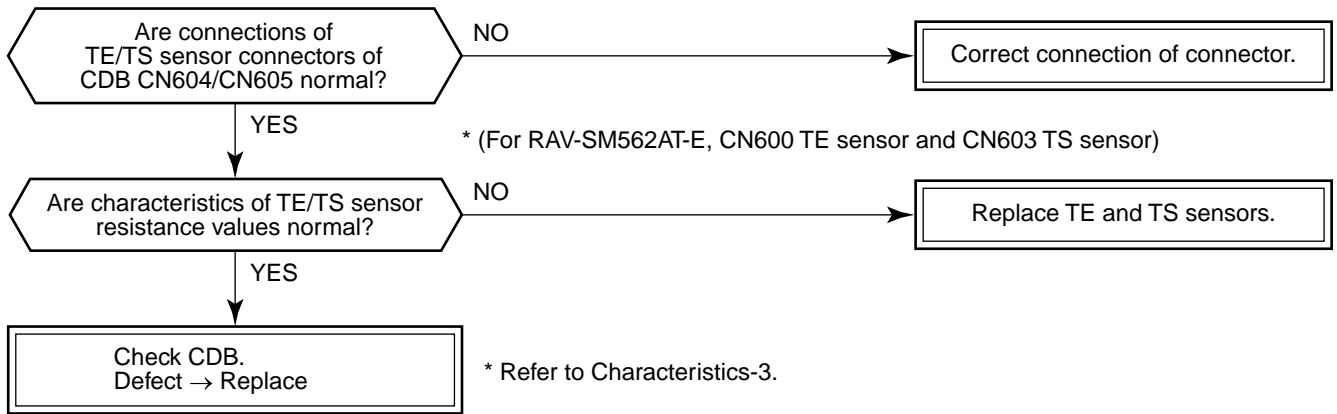 Are connections of
TE/TS sensor connectors of
CDB CN604/CN605 normal?
NO
Correct connection of connector.
YES
* (For RAV-SM562AT-E, CN600 TE sensor and CN603 TS sensor)
Are characteristics of TE/TS sensor
resistance values normal?
NO
Replace TE and TS sensors.
YES
Check CDB.
Defect → Replace
* Refer to Characteristics-3.